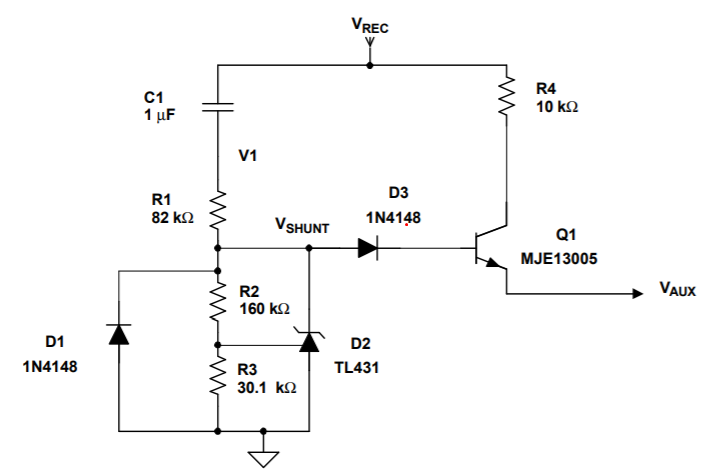 VREC
C1
1 µF
R4
10 kΩ
V1
R1
82 kΩ
D3
1N4148
VSHUNT
Q1
MJE13005
VAUX
R2
160 kΩ
D1
1N4148
D2
TL431
R3
30.1 kΩ